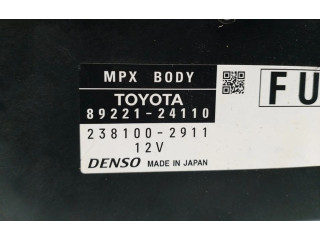 MPX BODY
TOYOTA
89221-24110
238100-2911
12V
DENSO MADE IN JAPAN
FU